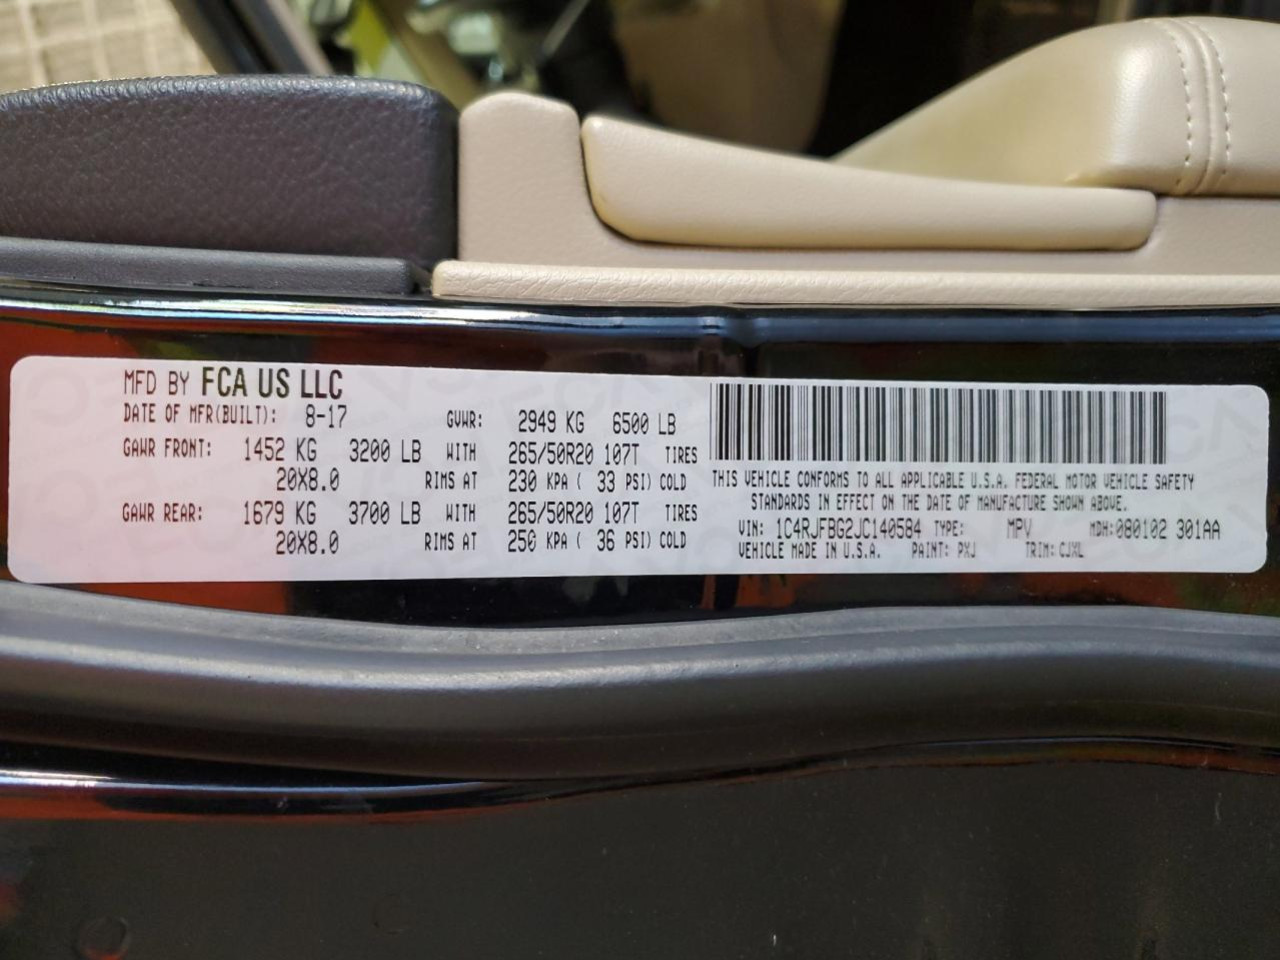 MFD BY FCA US LLC
DATE OF MFR(BUILT): 8-17 GVWR: 2949 KG 6500 LB
GAWR FRONT: 1452 KG 3200 LB WITH 265/50R20 107T TIRES
20X8.0 RIMS AT 230 KPA ( 33 PSI) COLD
GAWR REAR: 1679 KG 3700 LB WITH 265/50R20 107T TIRES
20X8.0 RIMS AT 250 KPA ( 36 PSI) COLD
THIS VEHICLE CONFORMS TO ALL APPLICABLE U.S.A. FEDERAL MOTOR VEHICLE SAFETY
STANDARDS IN EFFECT ON THE DATE OF MANUFACTURE SHOWN ABOVE.
VIN: 1C4RJFBG2JC140584 TYPE: MPV MDH:080102 301AA
VEHICLE MADE IN U.S.A. PAINT: PXJ TRIM: CJXL